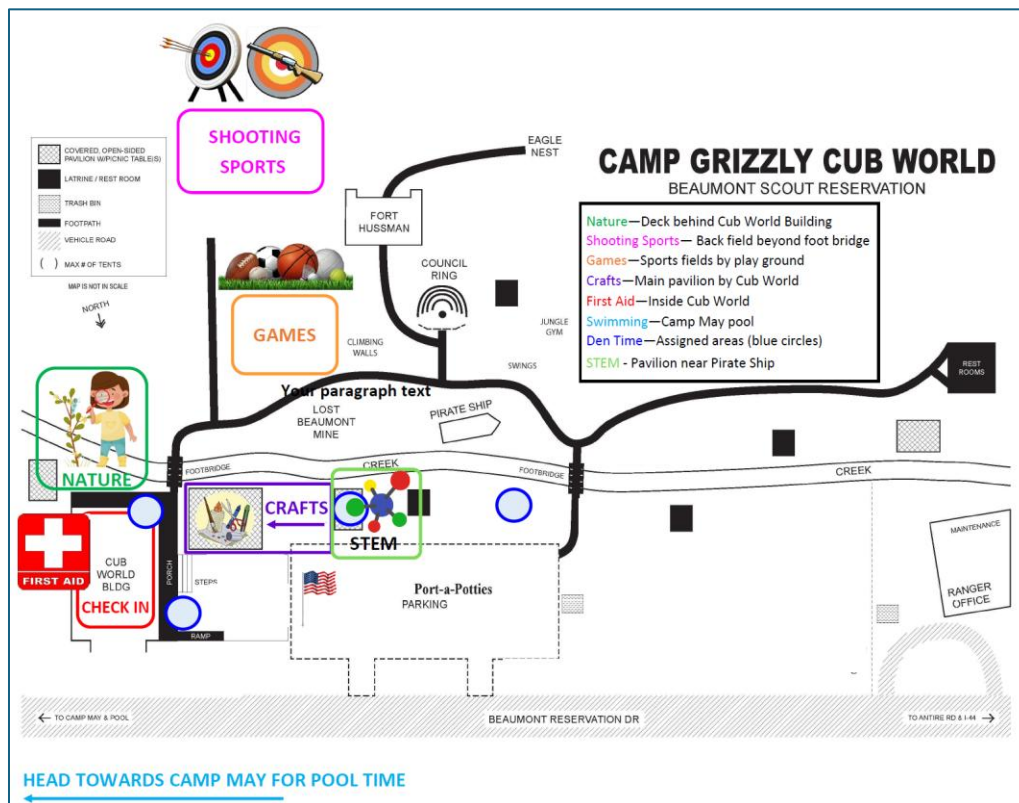 SHOOTING
SPORTS
EAGLE
NEST
CAMP GRIZZLY CUB WORLD
BEAUMONT SCOUT RESERVATION
COVERED, OPEN-SIDED
PAVILION W/PICNIC TABLE(S)
LATRINE / REST ROOM
TRASH BIN
FOOTPATH
VEHICLE ROAD
( ) MAX # OF TENTS
MAP IS NOT IN SCALE
NORTH
FORT
HUSSMAN
COUNCIL
RING
Nature—Deck behind Cub World Building
Shooting Sports— Back field beyond foot bridge
Games—Sports fields by play ground
Crafts—Main pavilion by Cub World
First Aid—Inside Cub World
Swimming—Camp May pool
Den Time—Assigned areas (blue circles)
STEM - Pavilion near Pirate Ship
GAMES
CLIMBING
WALLS
JUNGLE
GYM
SWINGS
REST
ROOMS
Your paragraph text
LOST
BEAUMONT
MINE
PIRATE SHIP
NATURE
FOOTBRIDGE
CREEK
FOOTBRIDGE
CREEK
CRAFTS
STEM
FIRST AID
CUB
WORLD
BLDG
CHECK IN
PORCH
STEPS
RAMP
Port-a-Potties
PARKING
MAINTENANCE
RANGER
OFFICE
TO CAMP MAY & POOL
BEAUMONT RESERVATION DR
TO ANTIRE RD & I-44
HEAD TOWARDS CAMP MAY FOR POOL TIME